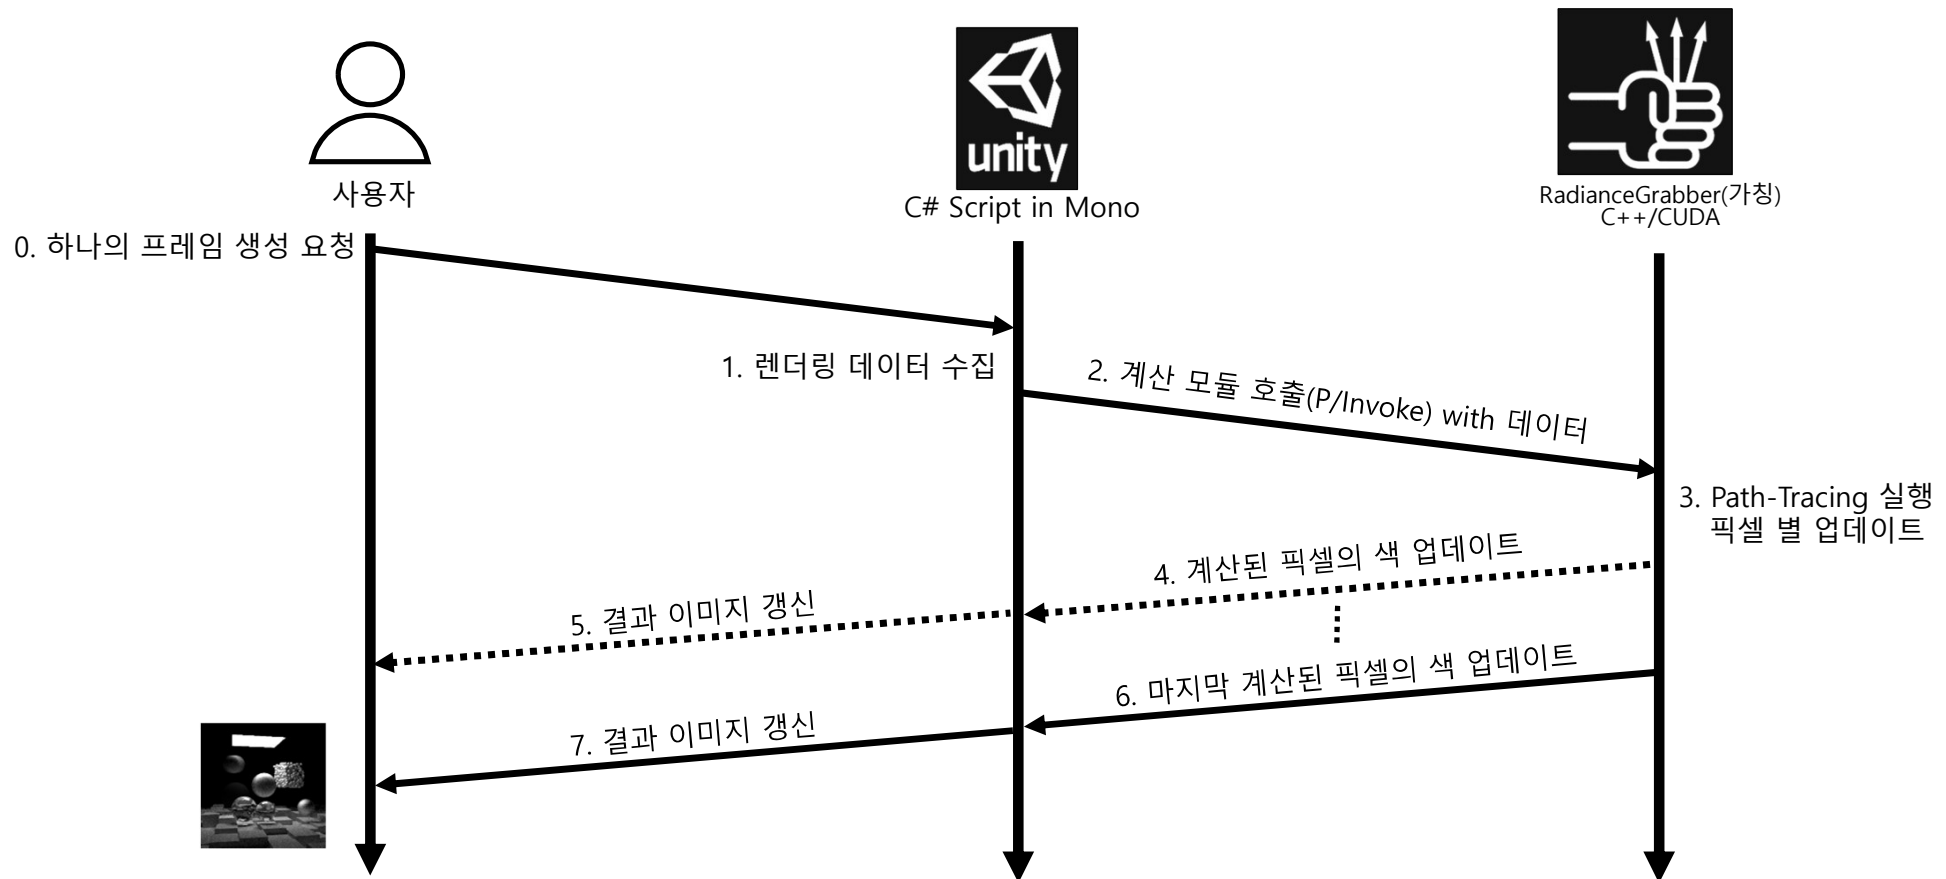 unity
사용자
C# Script in Mono
RadianceGrabber(가칭)
C++/CUDA
0. 하나의 프레임 생성 요청
1. 렌더링 데이터 수집
2. 계산 모듈 호출(P/Invoke) with 데이터
3. Path-Tracing 실행
픽셀 별 업데이트
4. 계산된 픽셀의 색 업데이트
5. 결과 이미지 갱신
6. 마지막 계산된 픽셀의 색 업데이트
7. 결과 이미지 갱신